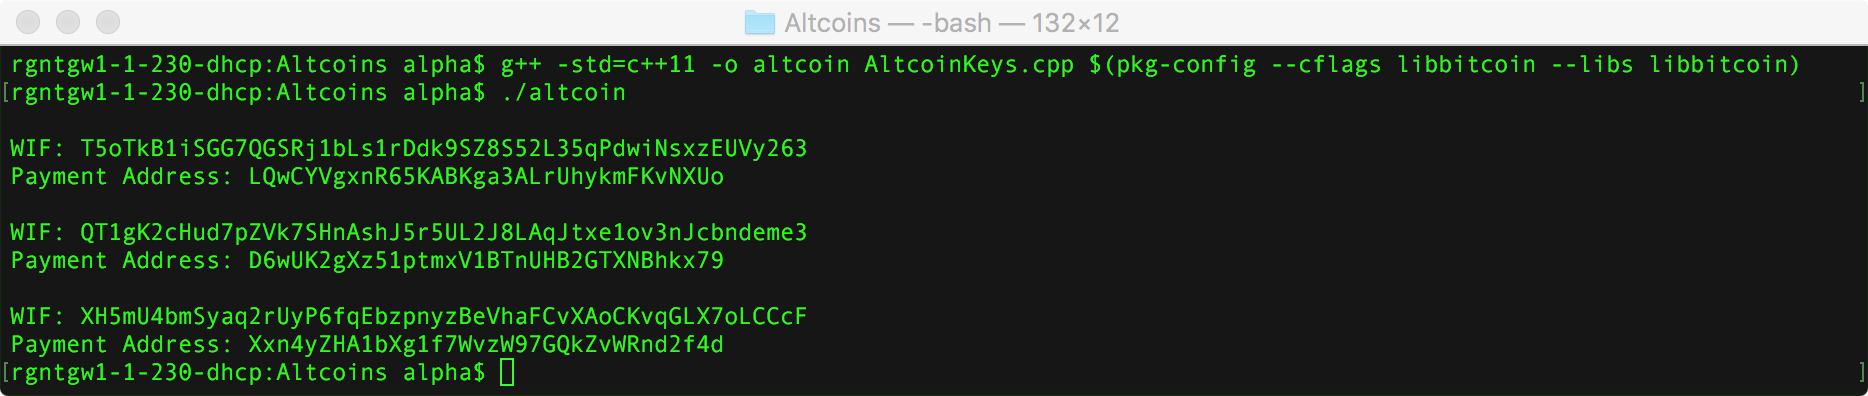 Altcoins — -bash — 132×12
rgntgw1-1-230-dhcp:Altcoins alpha$ g++ -std=c++11 -o altcoin AltcoinKeys.cpp $(pkg-config --cflags libbitcoin --libs libbitcoin)
[rgntgw1-1-230-dhcp:Altcoins alpha$ ./altcoin ]
WIF: T5oTkB1iSGG7QGSRj1bLs1rDdk9SZ8S52L35qPdwiNsxzEUVy263
Payment Address: LQwCYVgxnR65KABKga3ALrUhykmFKvNXUo
WIF: QT1gK2cHud7pZVk7SHnAshJ5r5UL2J8LAqJtxe1ov3nJcbndeme3
Payment Address: D6wUK2gXz51ptmxV1BTnUHB2GTXNBhkx79
WIF: XH5mU4bmSyaq2rUyP6fqEbzpnyzBeVhaFCvXAoCKvqGLX7oLCCcF
Payment Address: Xxn4yZHA1bXg1f7WvzW97GQkZvWRnd2f4d
[rgntgw1-1-230-dhcp:Altcoins alpha$ ]